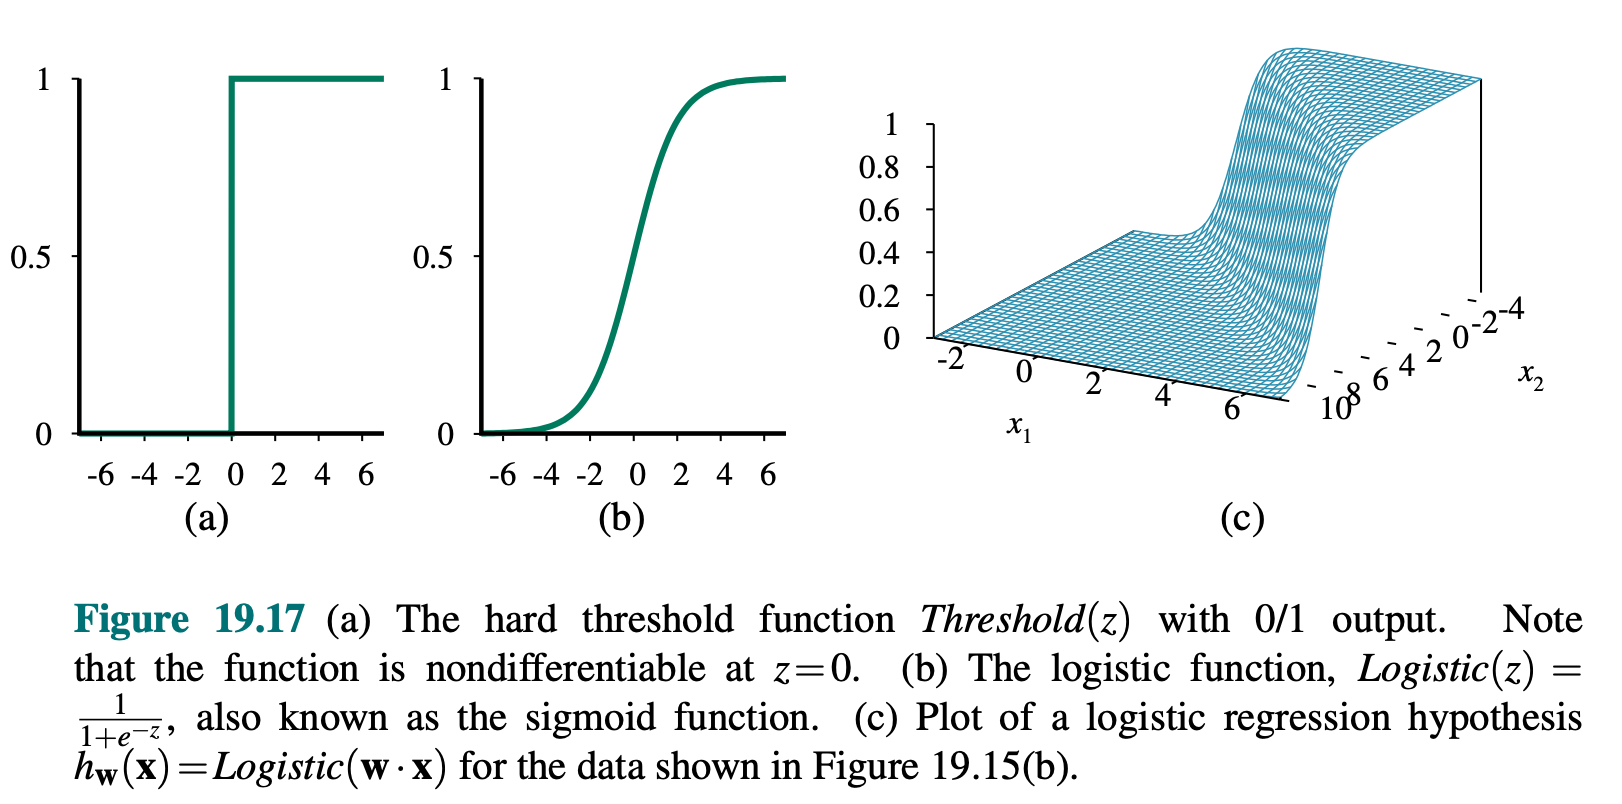 1
0.5
0
-6 -4 -2 0 2 4 6
(a)
1
0.5
0
-6 -4 -2 0 2 4 6
(b)
1
0.8
0.6
0.4
0.2
0
-2 0 2 4 6
x₁
10 8 6 4 2 0 -2 -4
x₂
(c)
Figure 19.17 (a) The hard threshold function Threshold(z) with 0/1 output. Note
that the function is nondifferentiable at z=0. (b) The logistic function, Logistic(z) =
1/(1+e^{-z}), also known as the sigmoid function. (c) Plot of a logistic regression hypothesis
h_w(x)=Logistic(w·x) for the data shown in Figure 19.15(b).